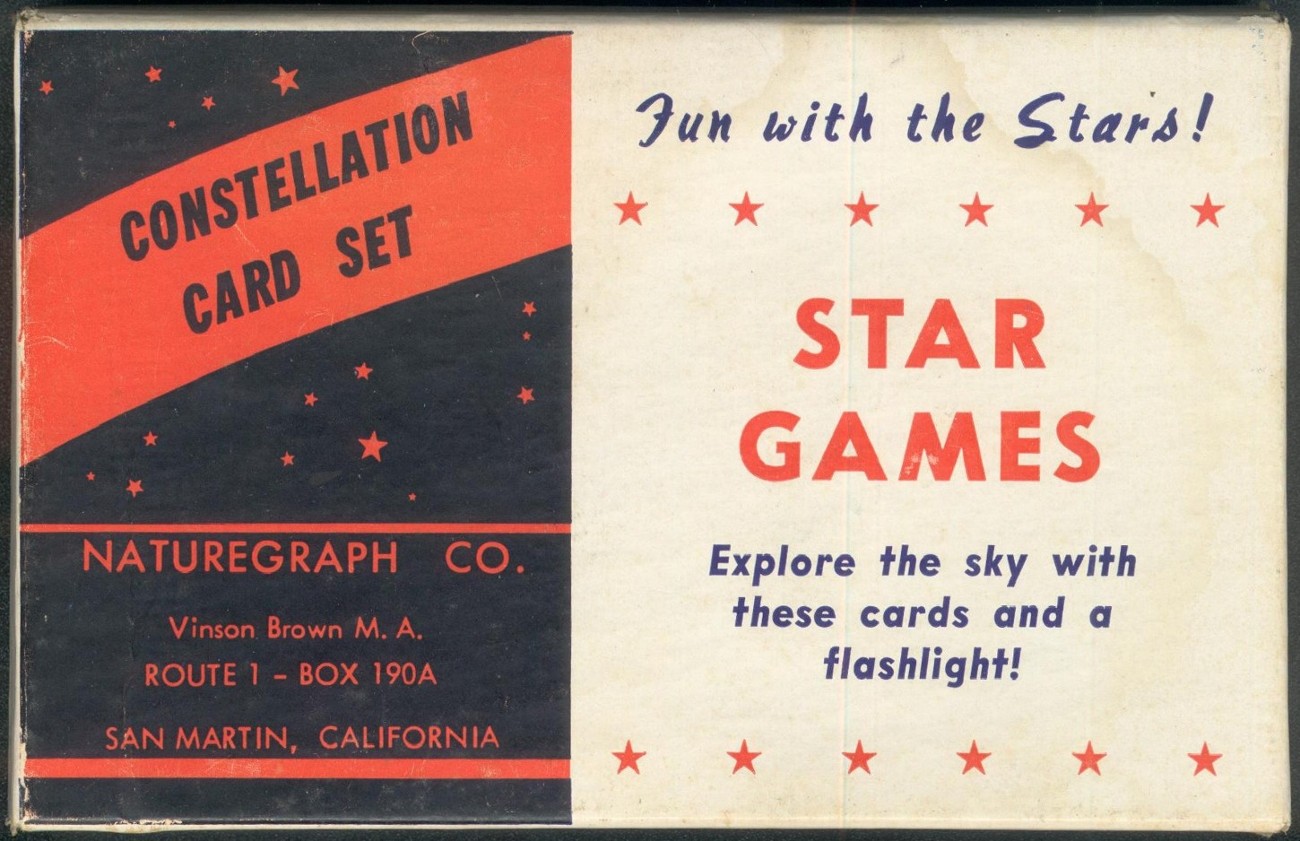 CONSTELLATION
CARD SET
NATUREGRAPH CO.
Vinson Brown M. A.
ROUTE 1 – BOX 190A
SAN MARTIN, CALIFORNIA
Fun with the Stars!
STAR
GAMES
Explore the sky with
these cards and a
flashlight!